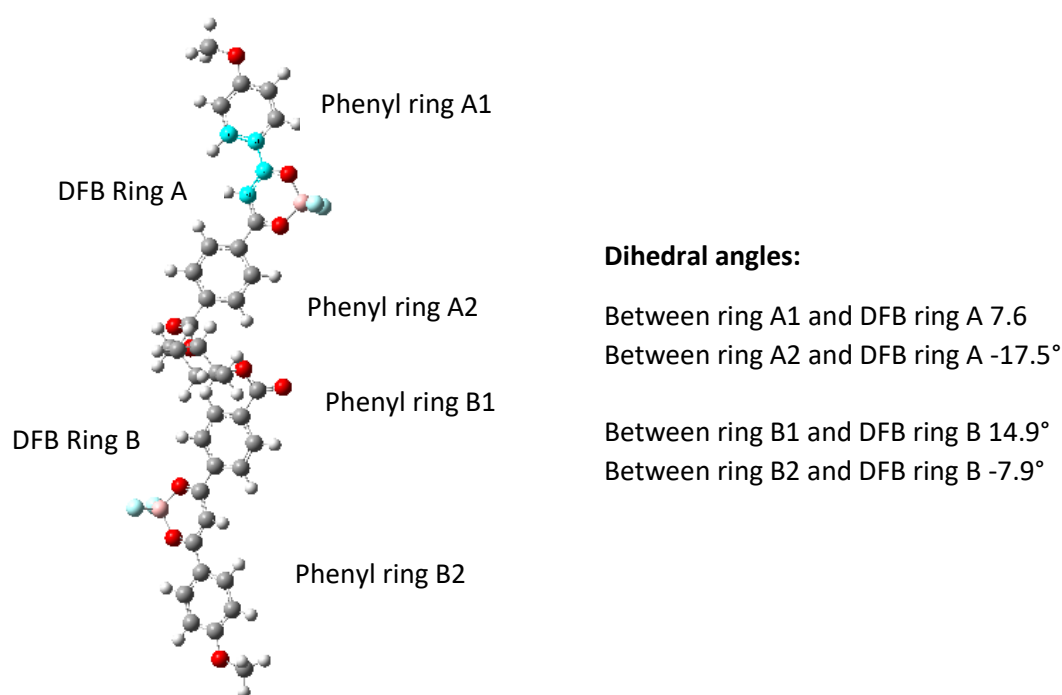 Phenyl ring A1
DFB Ring A
Phenyl ring A2
Phenyl ring B1
DFB Ring B
Phenyl ring B2
Dihedral angles:
Between ring A1 and DFB ring A 7.6
Between ring A2 and DFB ring A -17.5°
Between ring B1 and DFB ring B 14.9°
Between ring B2 and DFB ring B -7.9°